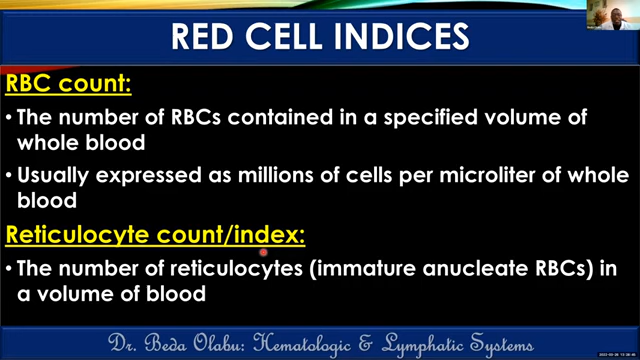 RED CELL INDICES
RBC count:
• The number of RBCs contained in a specified volume of
whole blood
• Usually expressed as millions of cells per microliter of whole
blood
Reticulocyte count/index:
• The number of reticulocytes (immature anucleate RBCs) in
a volume of blood
Dr. Beda Olabu: Hematologic & Lymphatic Systems